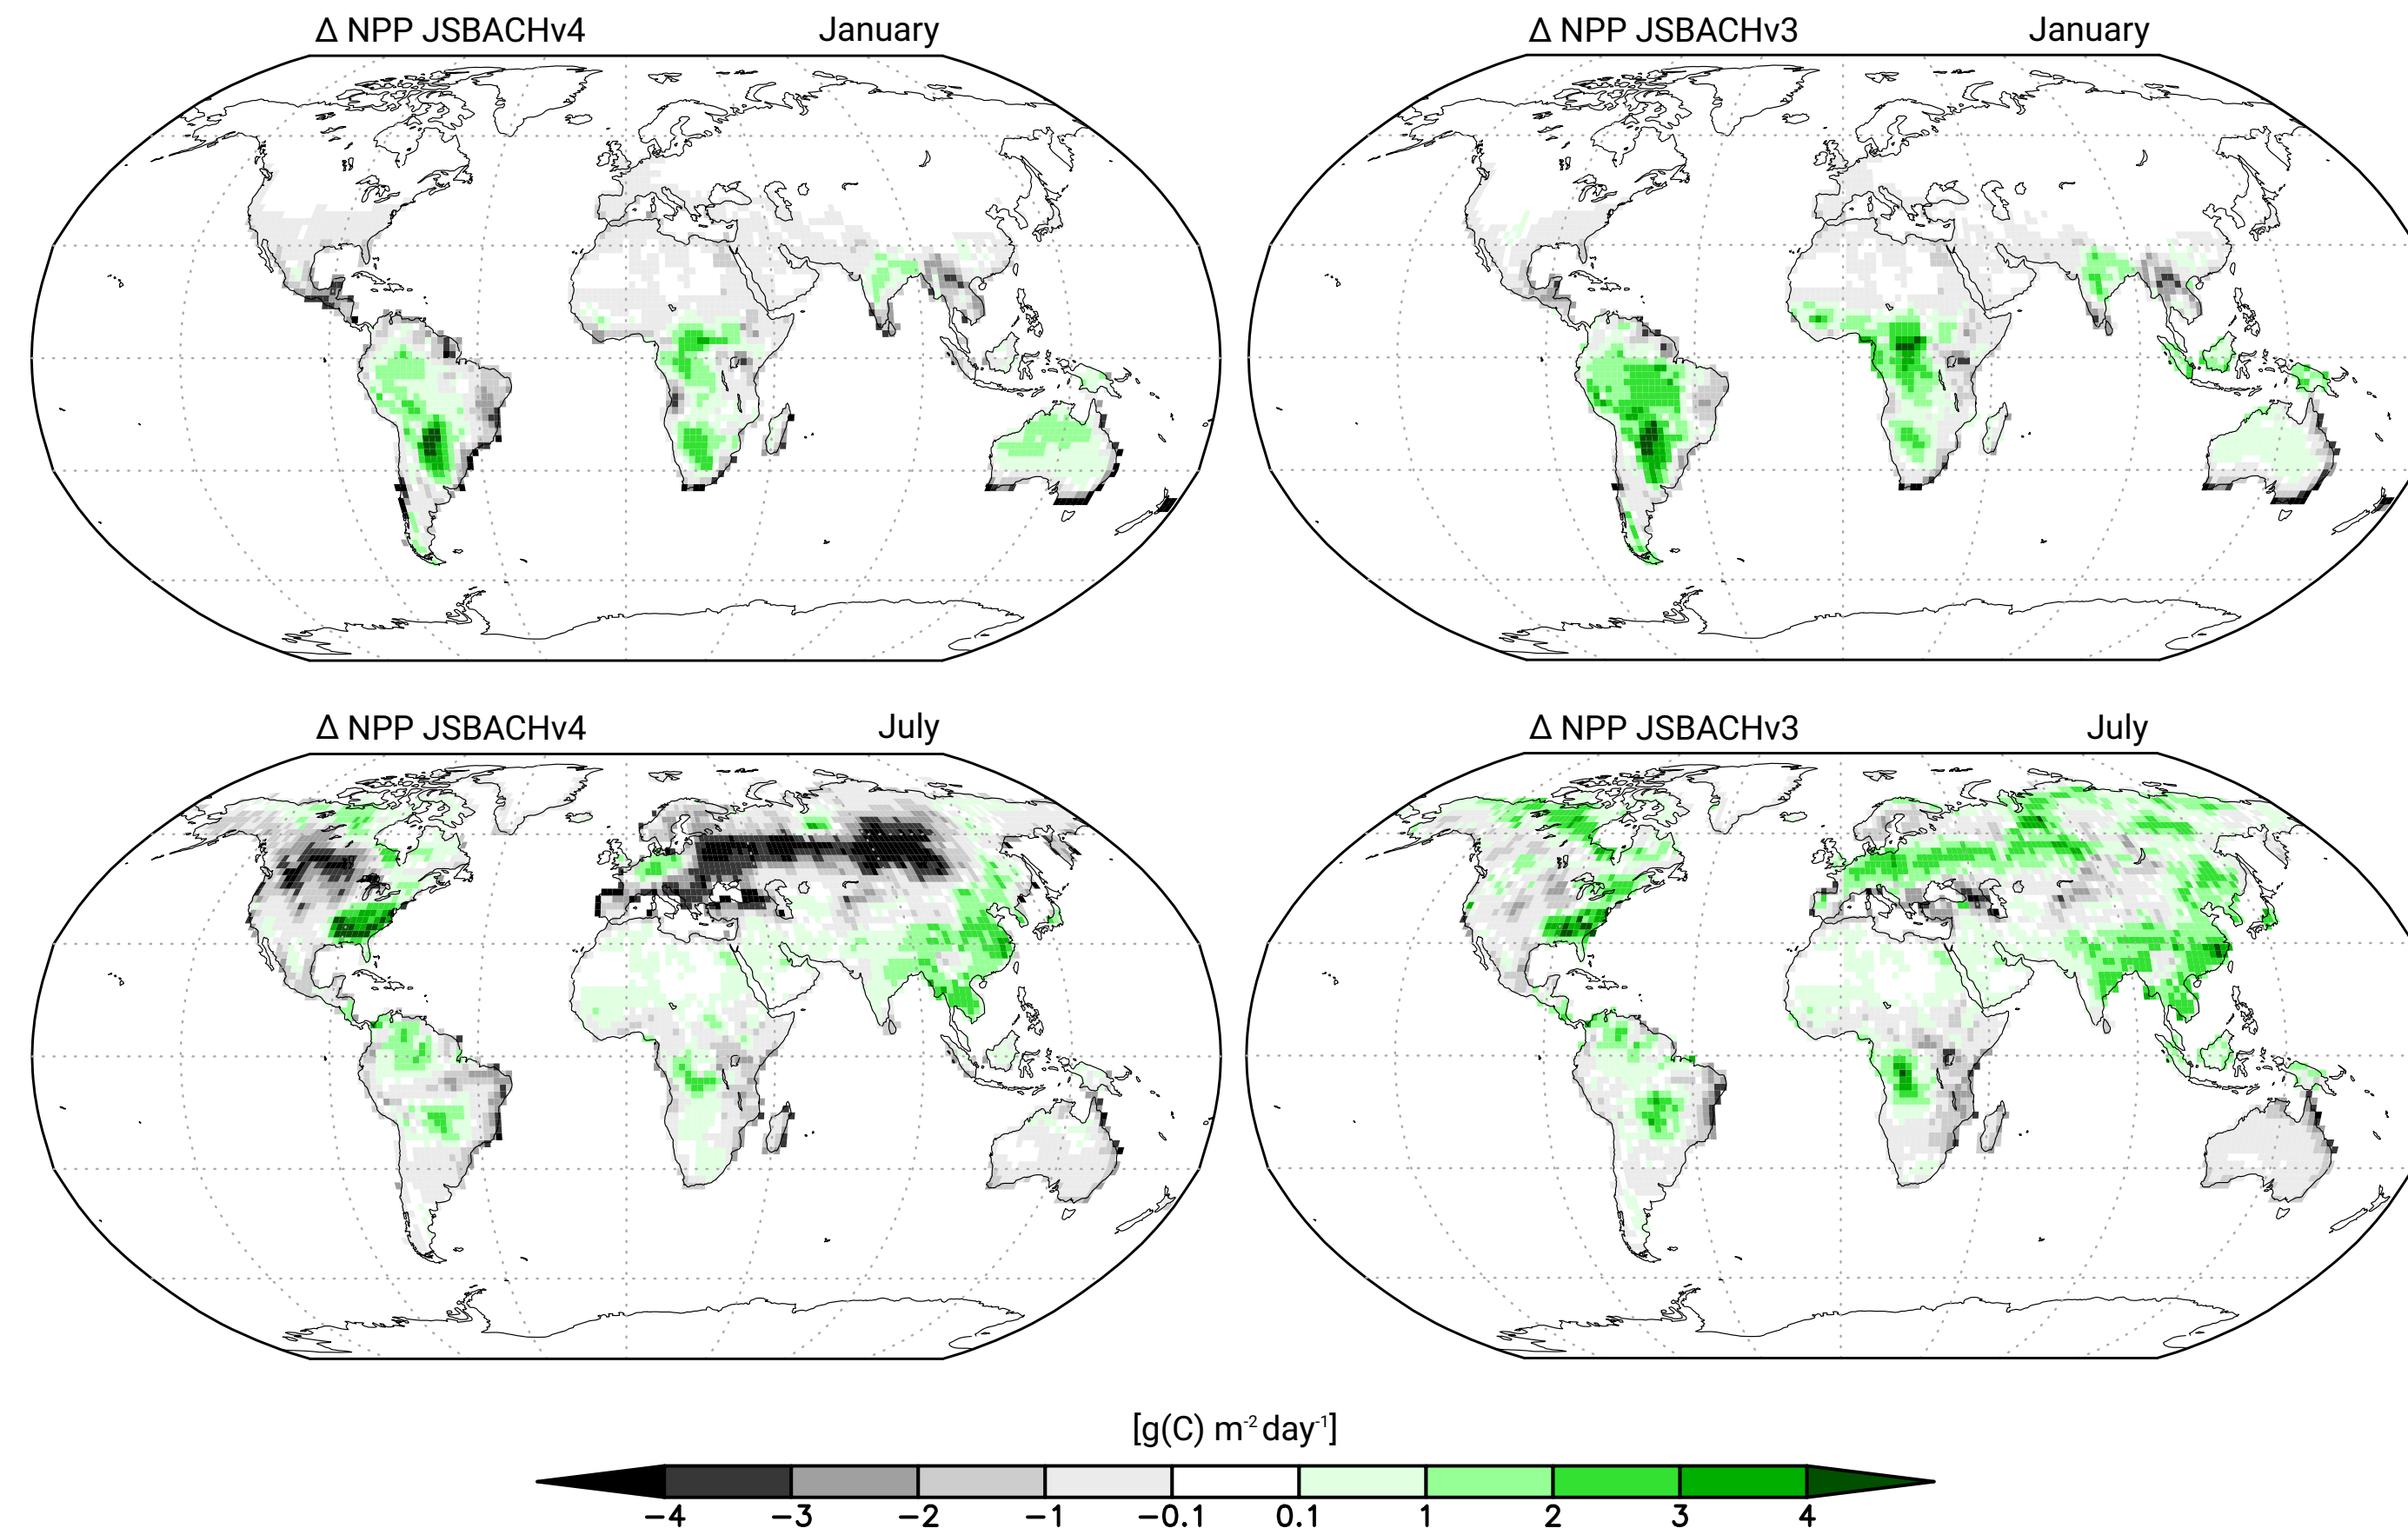 Δ NPP JSBACHv4 January
Δ NPP JSBACHv3 January
Δ NPP JSBACHv4 July
Δ NPP JSBACHv3 July
[g(C) m⁻² day⁻¹]
−4 −3 −2 −1 −0.1 0.1 1 2 3 4